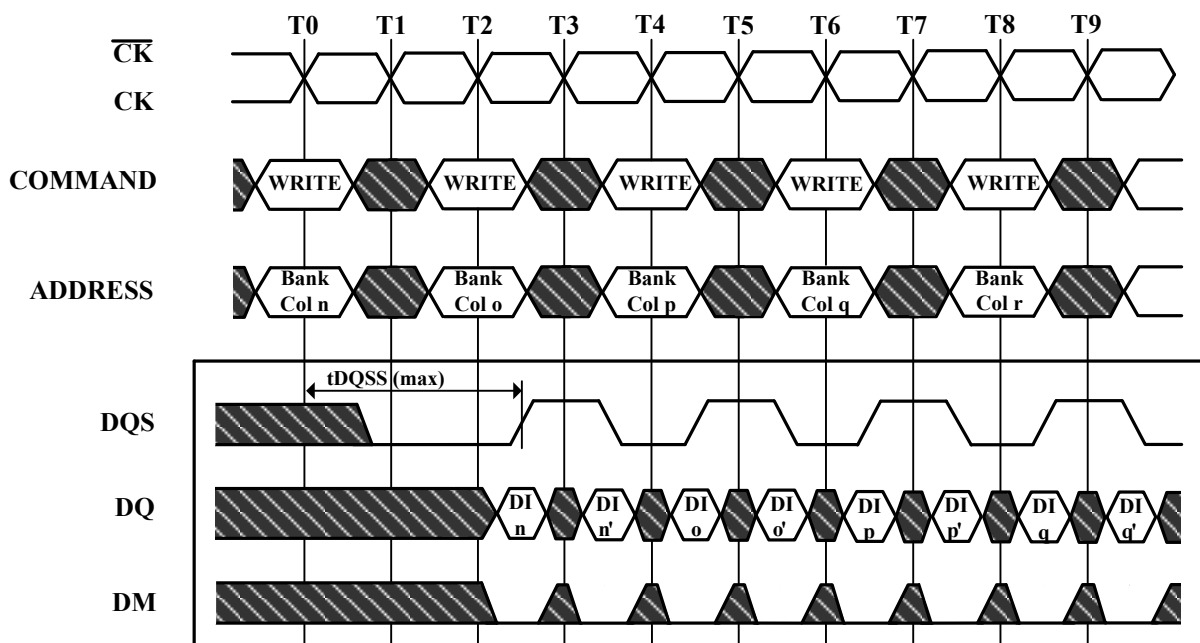 T0 T1 T2 T3 T4 T5 T6 T7 T8 T9
C̅K̅
CK
COMMAND WRITE WRITE WRITE WRITE WRITE
ADDRESS Bank Bank Bank Bank Bank
Col n Col o Col p Col q Col r
tDQSS (max)
DQS
DQ DI DI DI DI DI DI DI DI
n n' o o' p p' q q'
DM